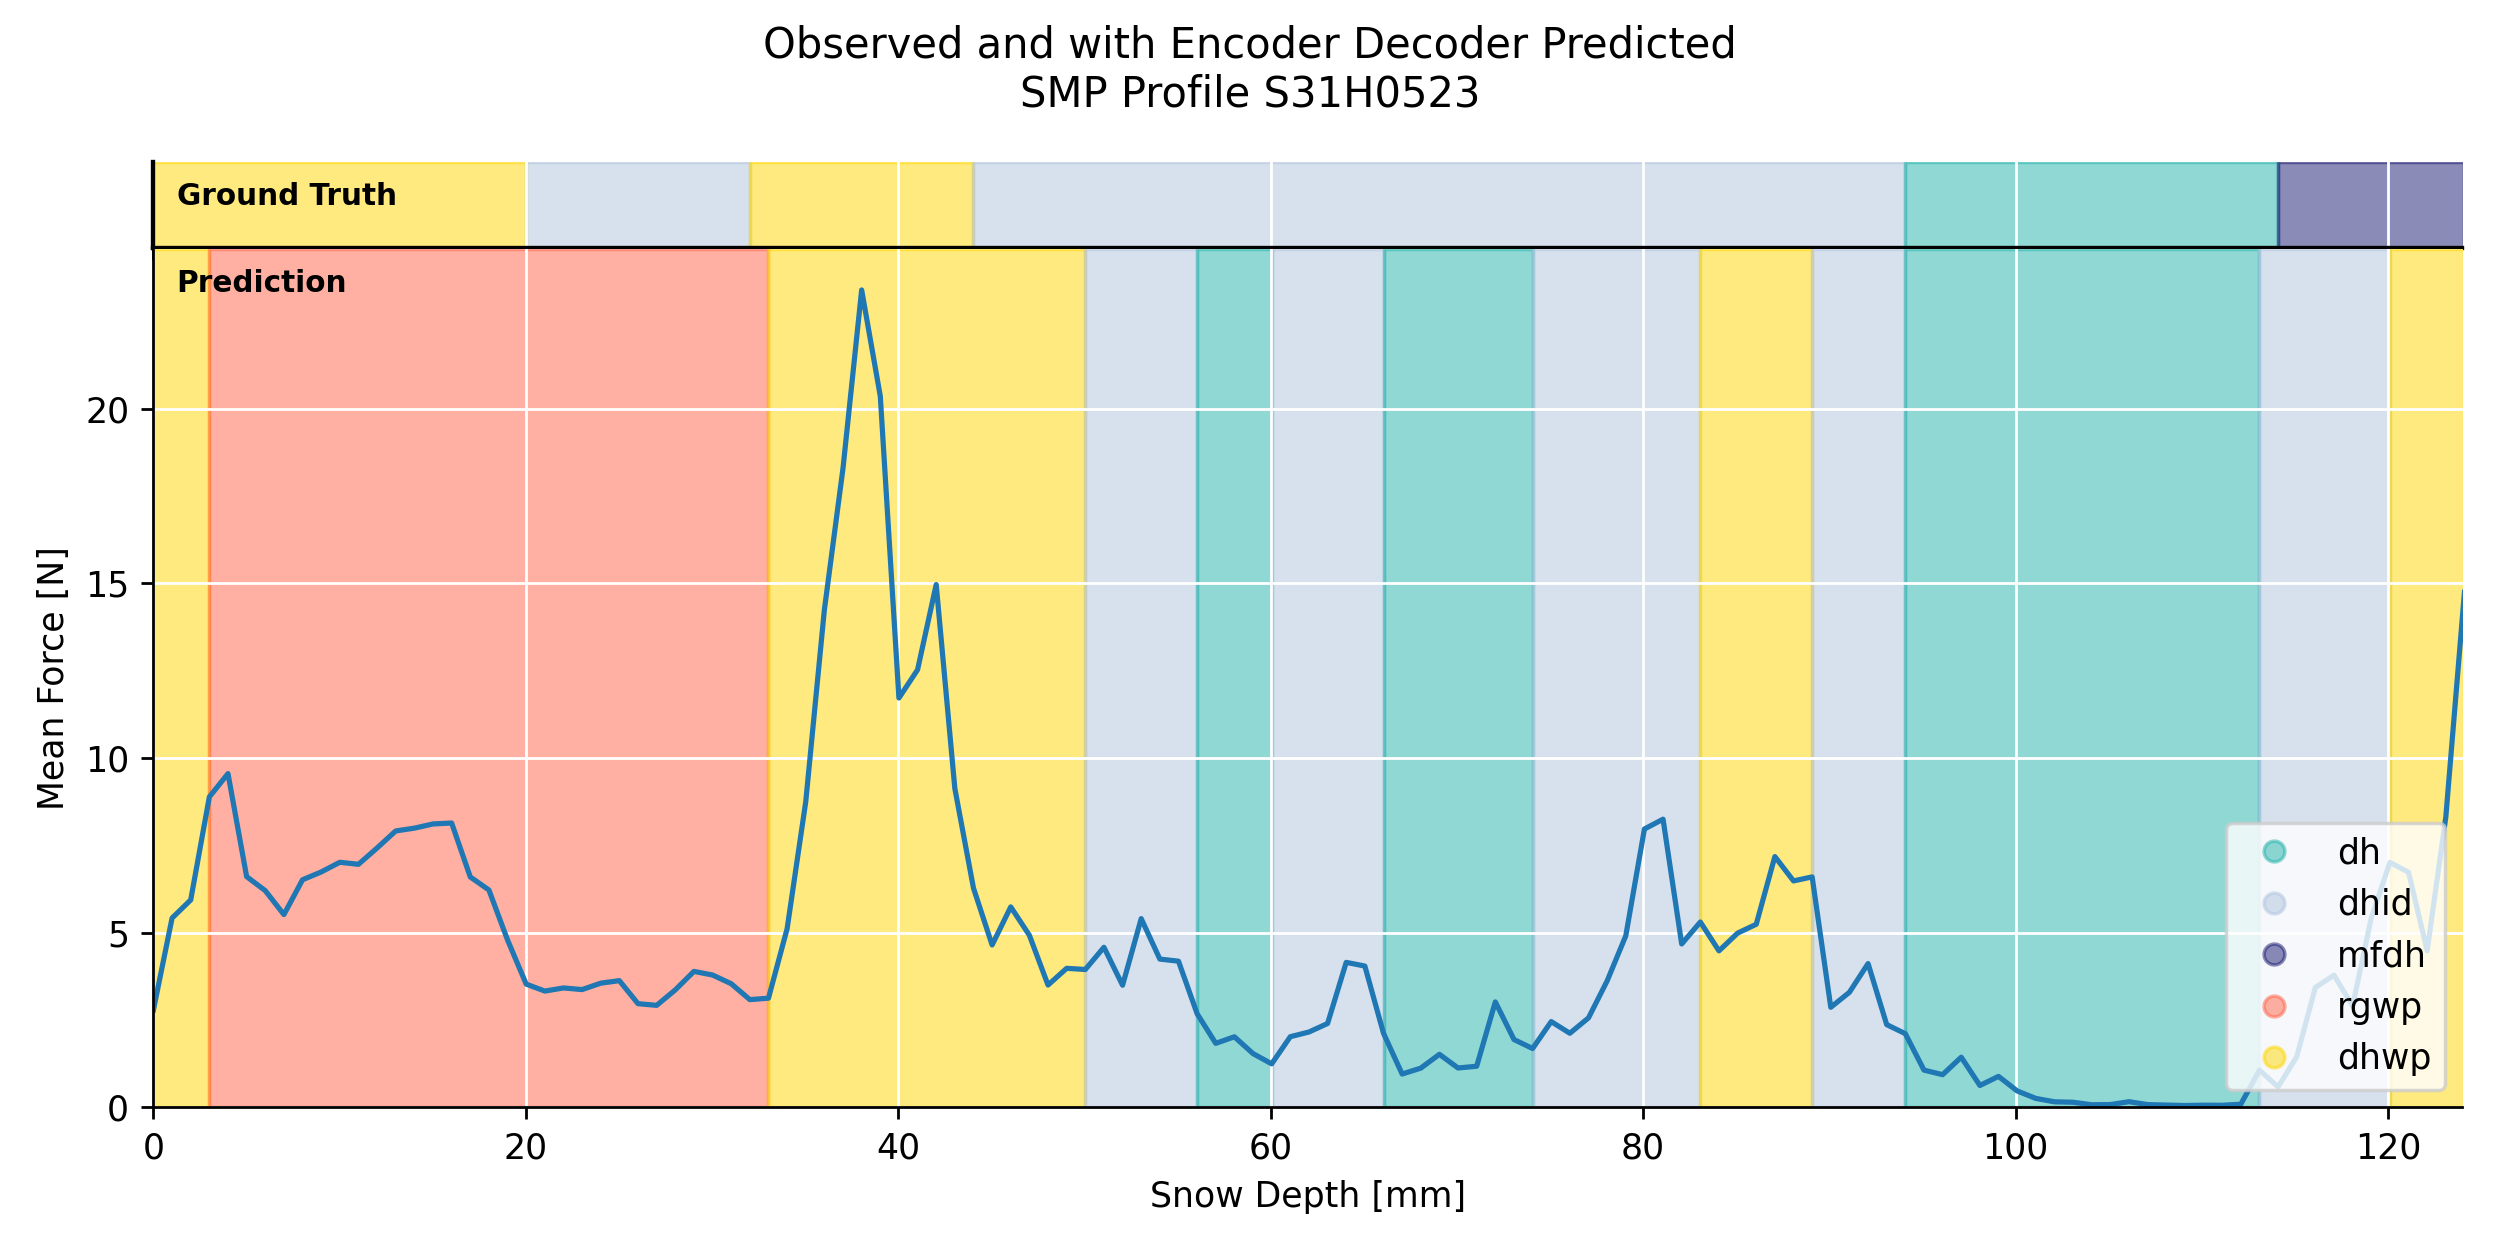 Observed and with Encoder Decoder Predicted
SMP Profile S31H0523
Ground Truth
Prediction
20
15
10
5
0
Mean Force [N]
dh
dhid
mfdh
rgwp
dhwp
0 20 40 60 80 100 120
Snow Depth [mm]